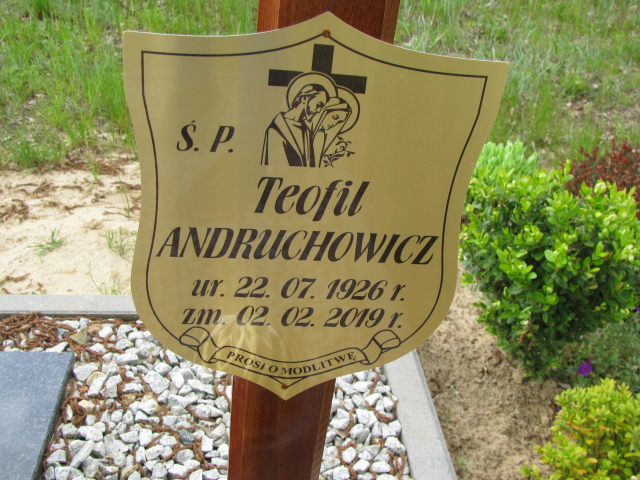 Ś. P.
Teofil
ANDRUCHOWICZ
ur. 22. 07. 1926 r.
zm. 02. 02. 2019 r.
PROSI O MODLITWĘ